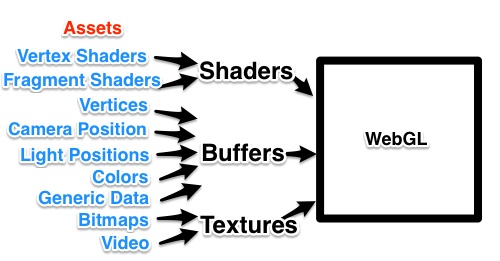 Assets
Vertex Shaders
Fragment Shaders
Vertices
Camera Position
Light Positions
Colors
Generic Data
Bitmaps
Video
Shaders
Buffers
Textures
WebGL